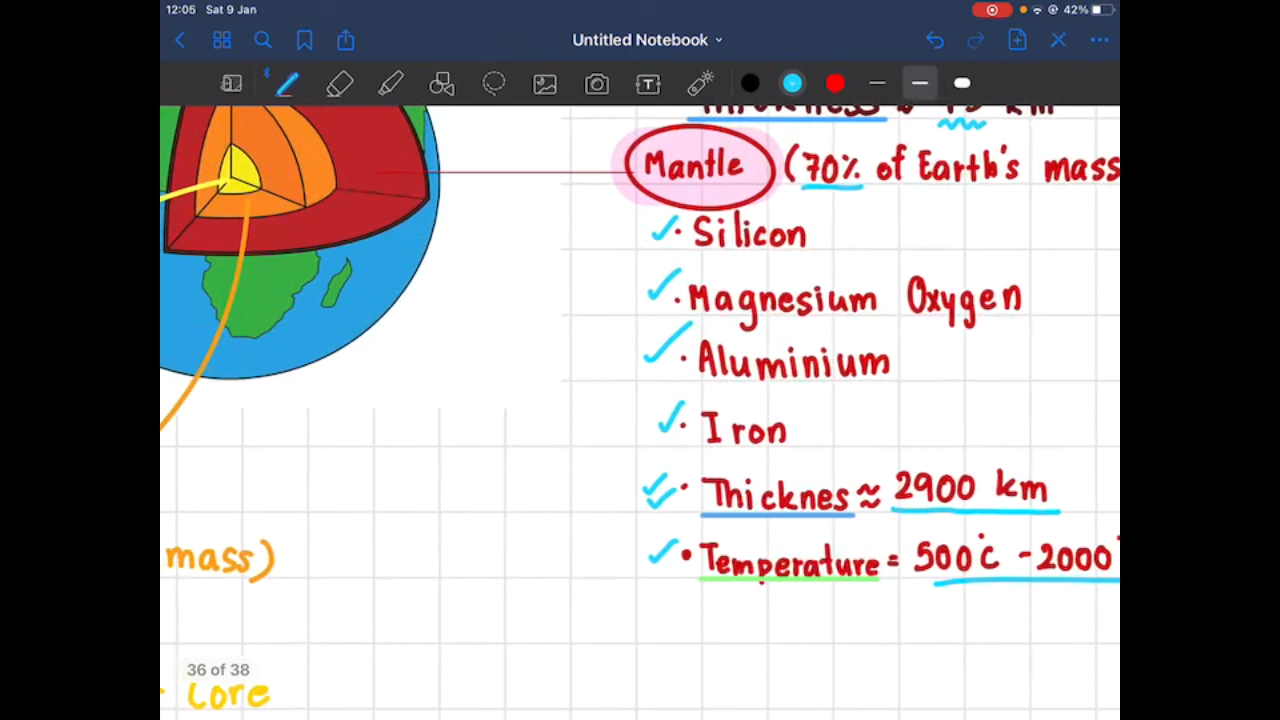 12:05 Sat 9 Jan 42%
Untitled Notebook
T
km
Mantle (70% of Earth's mass
· Silicon
· Magnesium Oxygen
· Aluminium
· Iron
· Thicknes ≈ 2900 km
• Temperature = 500°C - 2000°
mass)
36 of 38
Core